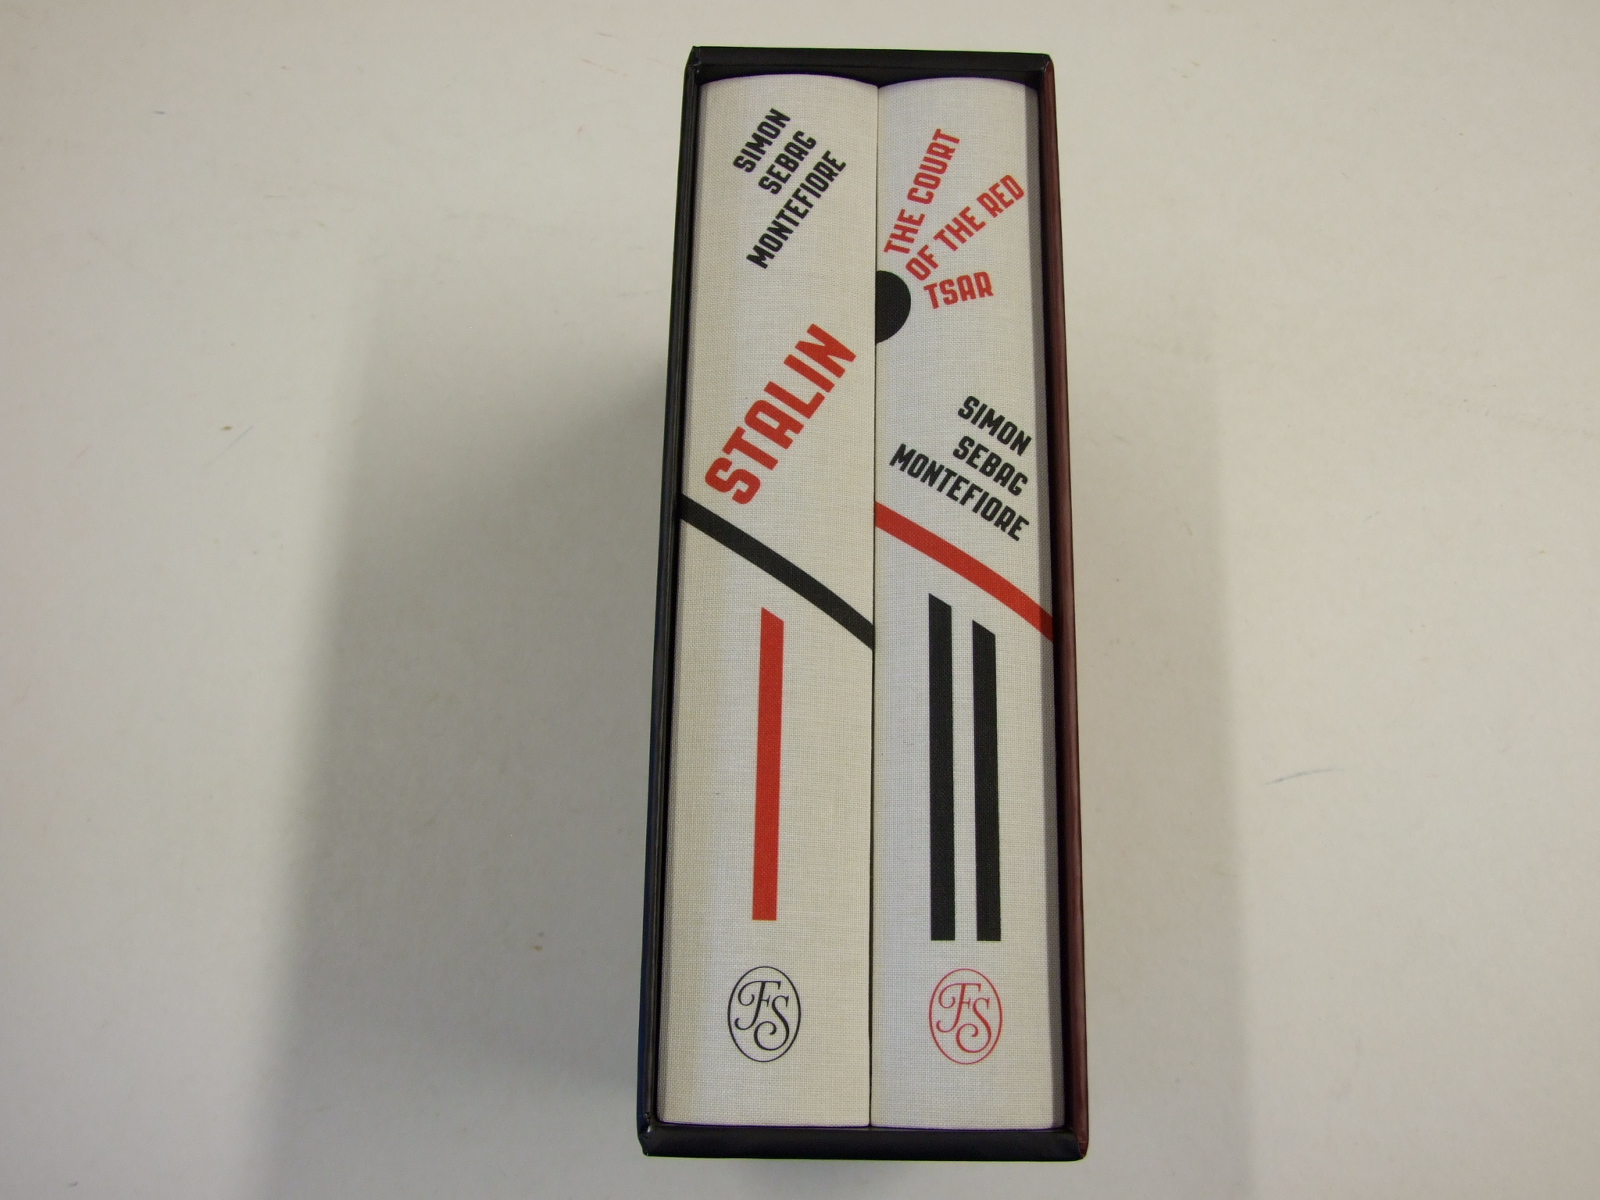 SIMON
SEBAG
MONTEFIORE
STALIN
I
FS
THE COURT
OF THE RED
TSAR
SIMON
SEBAG
MONTEFIORE
II
FS